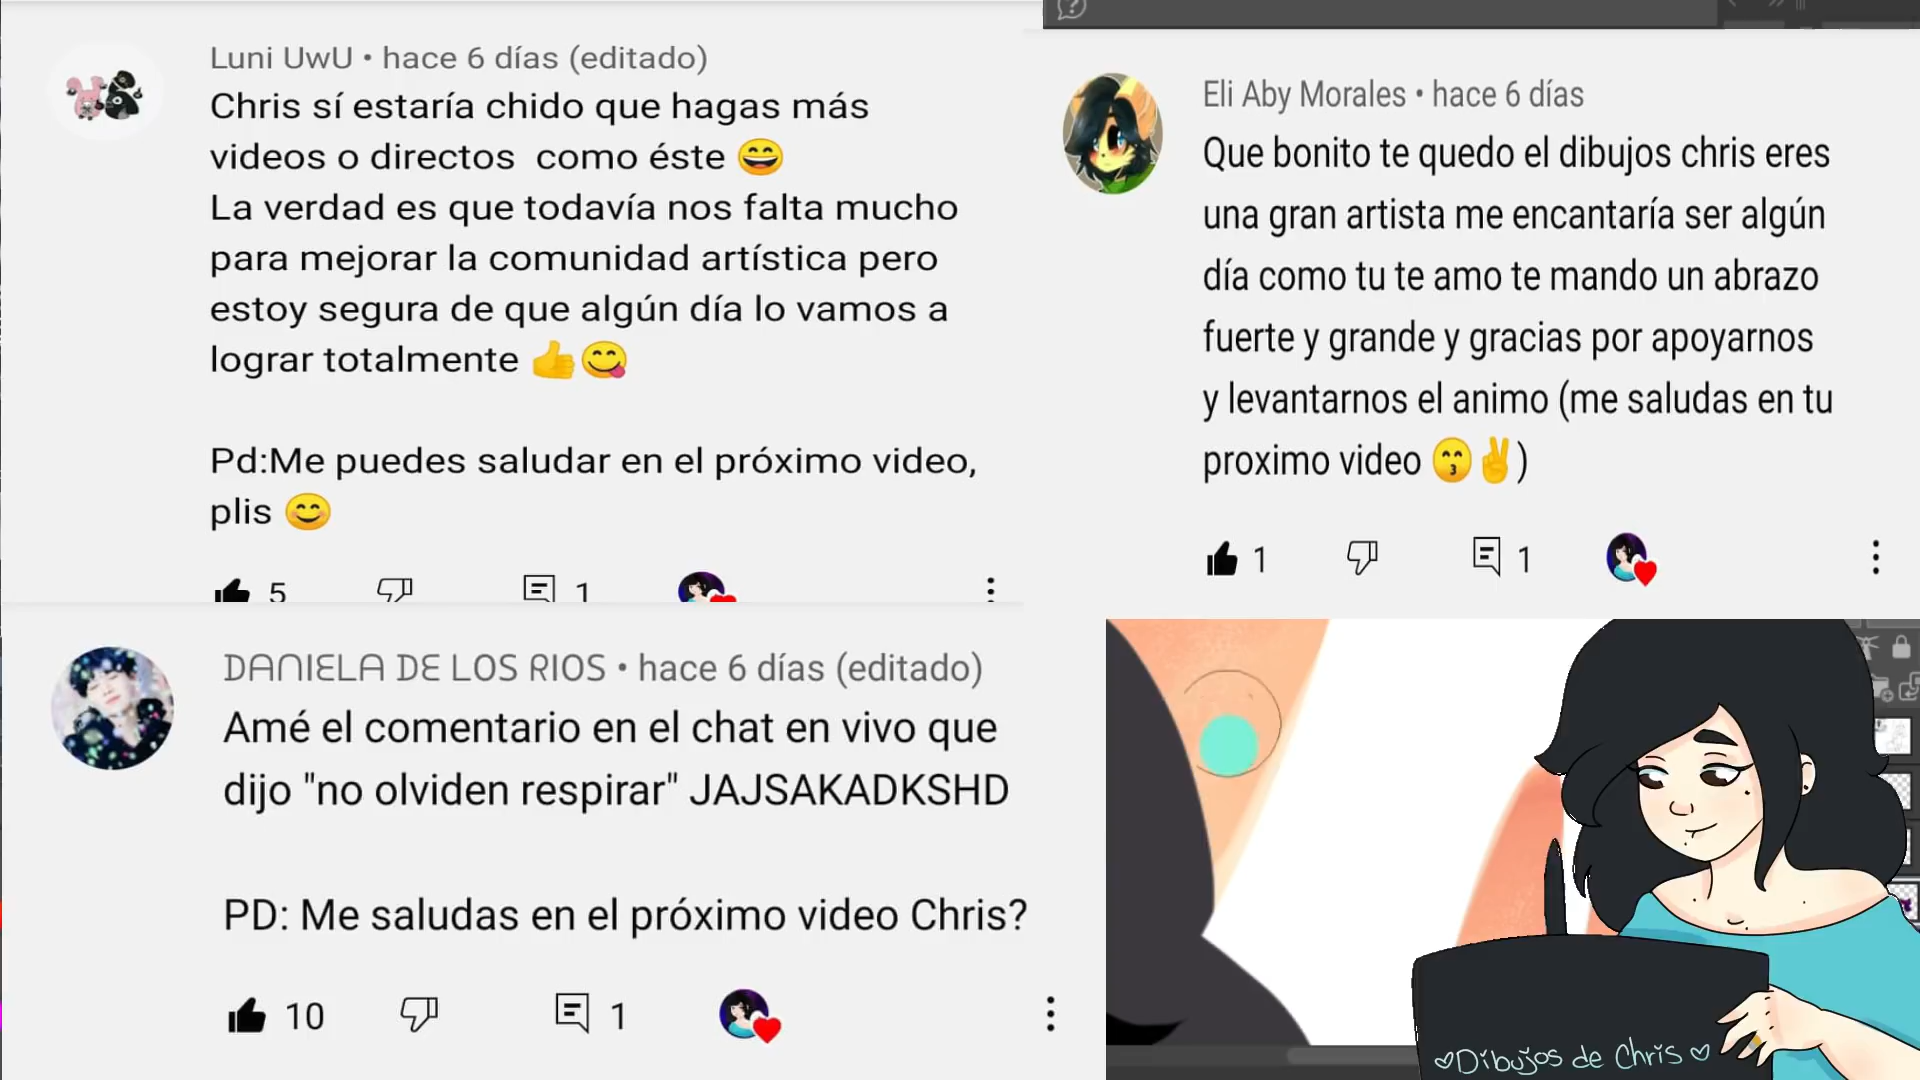 Luni UwU • hace 6 días (editado)
Chris sí estaría chido que hagas más
videos o directos  como éste 😄
La verdad es que todavía nos falta mucho
para mejorar la comunidad artística pero
estoy segura de que algún día lo vamos a
lograr totalmente 👍😋
Pd:Me puedes saludar en el próximo video,
plis 😊
5 1
Eli Aby Morales • hace 6 días
Que bonito te quedo el dibujos chris eres
una gran artista me encantaría ser algún
día como tu te amo te mando un abrazo
fuerte y grande y gracias por apoyarnos
y levantarnos el animo (me saludas en tu
proximo video 😙✌)
1 1
DANIELA DE LOS RIOS • hace 6 días (editado)
Amé el comentario en el chat en vivo que
dijo "no olviden respirar" JAJSAKADKSHD
PD: Me saludas en el próximo video Chris?
10 1
♡Dibujos de Chris♡